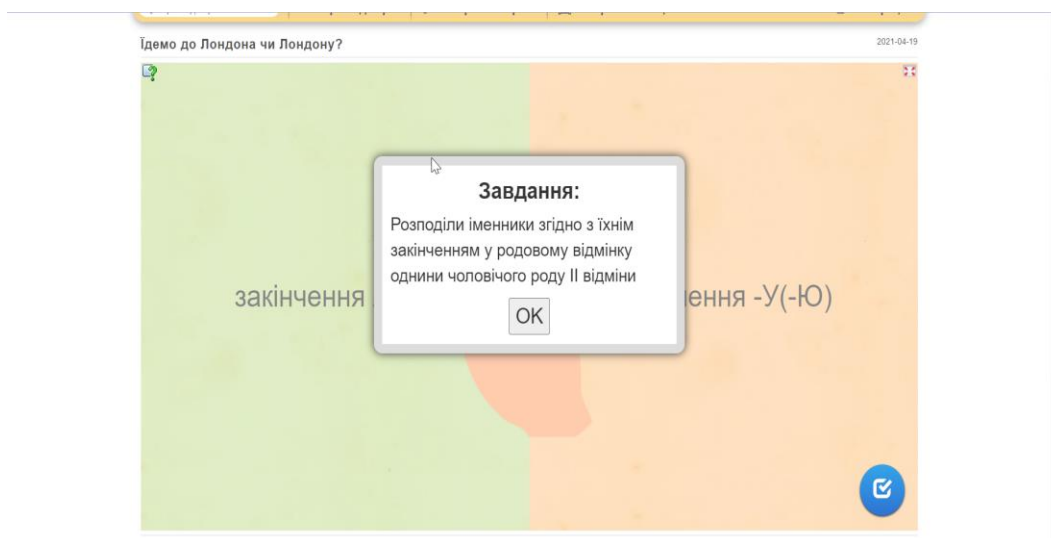 Їдемо до Лондона чи Лондону?
2021-04-19
Завдання:
Розподіли іменники згідно з їхнім
закінченням у родовому відмінку
однини чоловічого роду ІІ відміни
закінчення
-У(-Ю)
OK